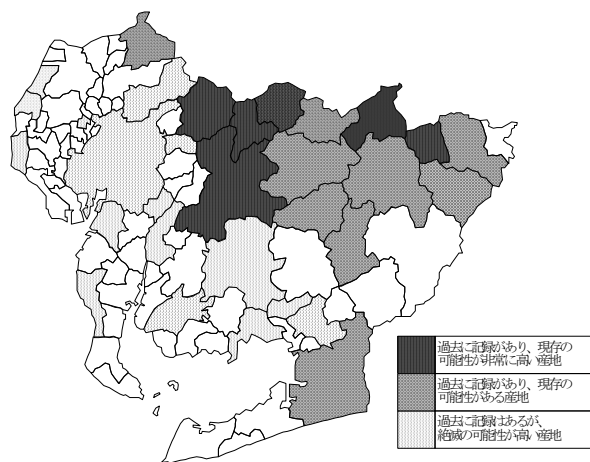 過去に記録があり、現存の
可能性が非常に高い産地
過去に記録があり、現存の
可能性がある産地
過去に記録はあるが、
絶滅の可能性が高い産地